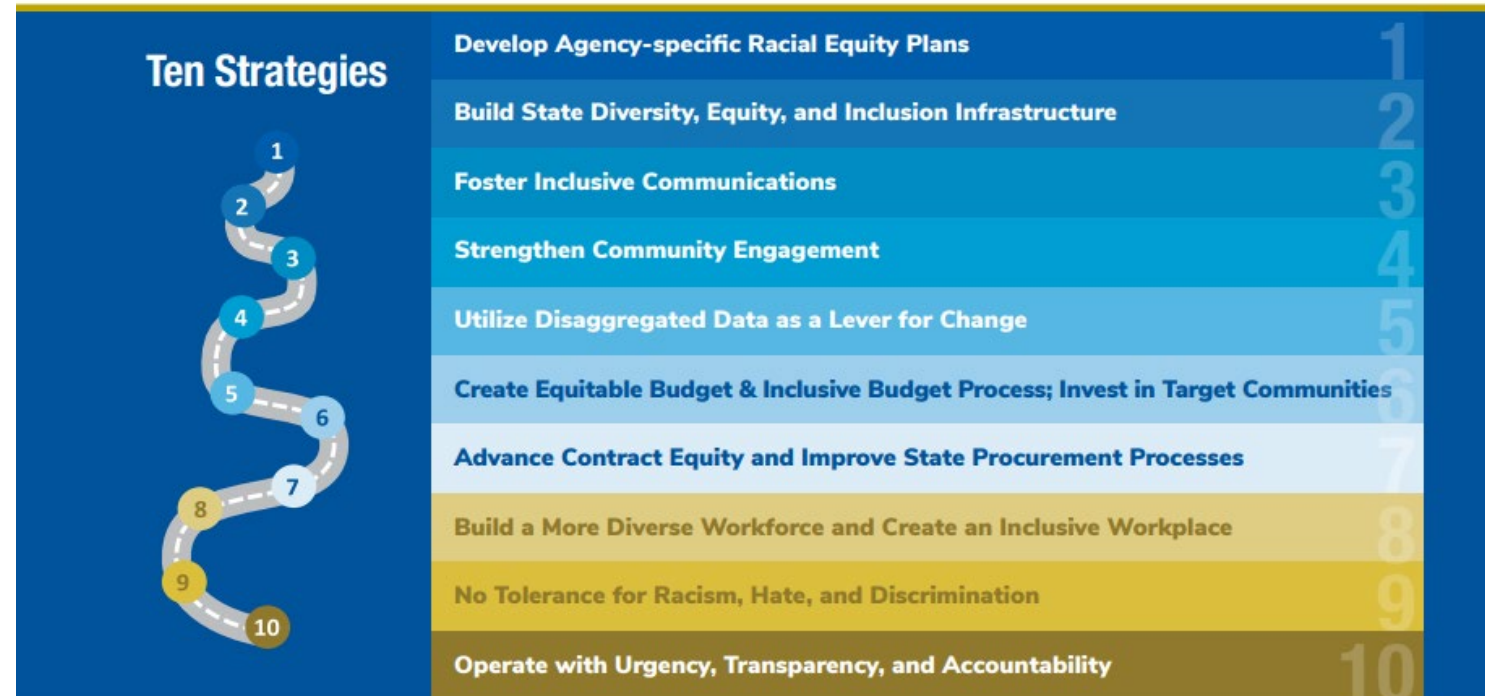 Ten Strategies
1
2
3
4
5
6
7
8
9
10
Develop Agency-specific Racial Equity Plans 1
Build State Diversity, Equity, and Inclusion Infrastructure 2
Foster Inclusive Communications 3
Strengthen Community Engagement 4
Utilize Disaggregated Data as a Lever for Change 5
Create Equitable Budget & Inclusive Budget Process; Invest in Target Communities 6
Advance Contract Equity and Improve State Procurement Processes 7
Build a More Diverse Workforce and Create an Inclusive Workplace 8
No Tolerance for Racism, Hate, and Discrimination 9
Operate with Urgency, Transparency, and Accountability 10